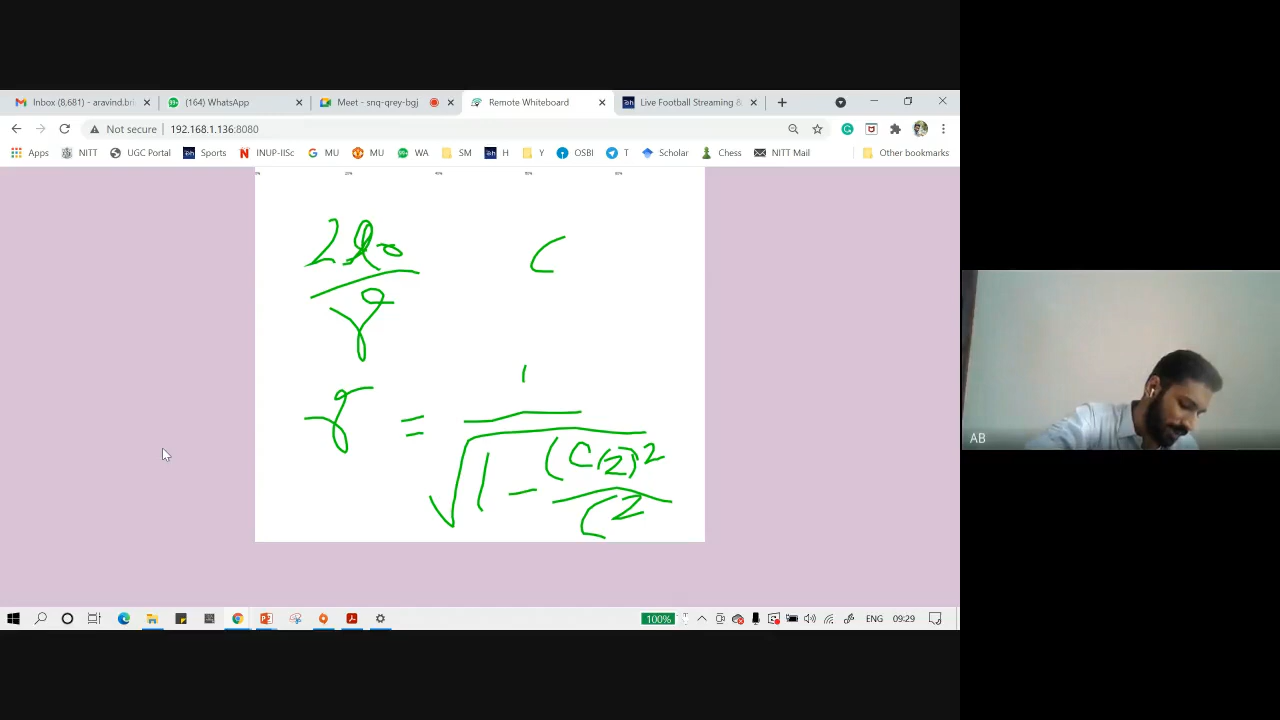 Inbox (8,681) - aravind.bri
(164) WhatsApp
Meet - snq-qrey-bgj
Remote Whiteboard
Live Football Streaming &
Not secure | 192.168.1.136:8080
Apps NITT UGC Portal Sports INUP-IISc MU MU WA SM H Y OSBI T Scholar Chess NITT Mail Other bookmarks
2l₀ / γ C
γ = 1 / √(1 - (C/2)² / C²)
AB
100% ENG 09:29